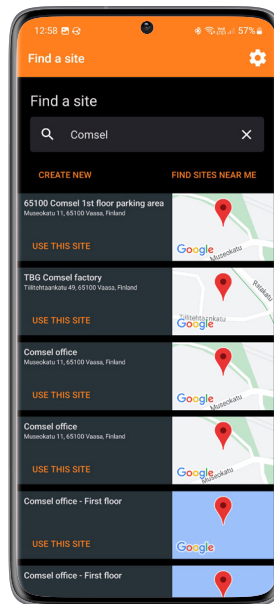 12:58
57%
Find a site
Find a site
Comsel
CREATE NEW
FIND SITES NEAR ME
65100 Comsel 1st floor parking area
Museokatu 11, 65100 Vaasa, Finland
USE THIS SITE
Google
Museokatu
TBG Comsel factory
Tiilitehtaankatu 49, 65100 Vaasa, Finland
USE THIS SITE
Tiilitehtaankatu
Google
Comsel office
Museokatu 11, 65100 Vaasa, Finland
USE THIS SITE
Google
Museokatu
Comsel office
Museokatu 11, 65100 Vaasa, Finland
USE THIS SITE
Google
Museokatu
Comsel office - First floor
USE THIS SITE
Google
Comsel office - First floor